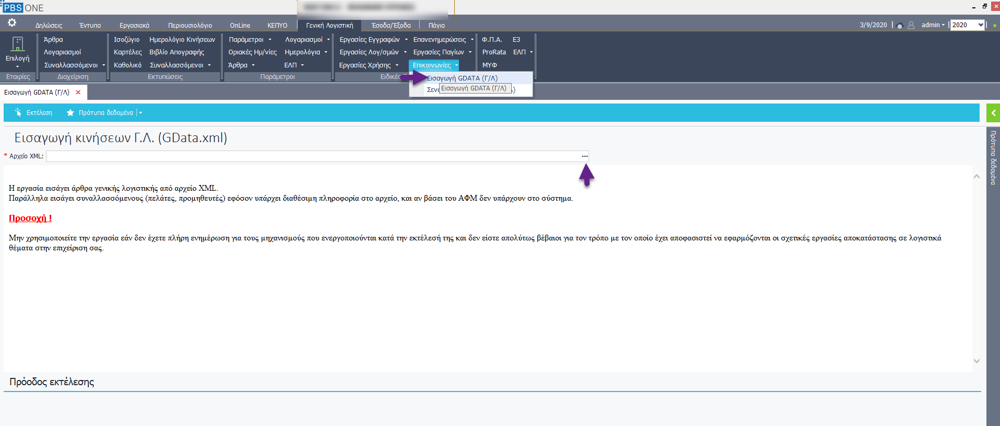 PBS ONE
Δηλώσεις Έντυπα Εργασιακά Περιουσιολόγιο OnLine ΚΕΠΥΟ Γενική Λογιστική Έσοδα/Έξοδα Πάγια 3/9/2020 admin 2020
Άρθρα Ισοζύγιο Ημερολόγιο Κινήσεων Παράμετροι Λογαριασμοί Εργασίες Εγγραφών Επανενημερώσεις Φ.Π.Α. Ε3
Επιλογή Λογαριασμοί Καρτέλες Βιβλίο Απογραφής Οριακές Ημ/νίες Ημερολόγια Εργασίες Λογ/σμών Εργασίες Παγίων ProRata ΕΛΠ
Συναλλασσόμενοι Καθολικό Συναλλασσόμενοι Άρθρα ΕΛΠ Εργασίες Χρήσης Επικοινωνίες ΜΥΦ
Εταιρίες Διαχείριση Εκτυπώσεις Παράμετροι Ειδικές
Εισαγωγή GDATA (Γ/Λ)
Εισαγωγή GDATA (Γ/Λ)
Εισαγωγή GDATA (Γ/Λ)
Εκτέλεση Πρότυπα δεδομένα
Πρότυπα δεδομένα
Εισαγωγή κινήσεων Γ.Λ. (GData.xml)
* Αρχείο XML: ...
Η εργασία εισάγει άρθρα γενικής λογιστικής από αρχείο XML.
Παράλληλα εισάγει συναλλασσόμενους (πελάτες, προμηθευτές) εφόσον υπάρχει διαθέσιμη πληροφορία στο αρχείο, και αν βάσει του ΑΦΜ δεν υπάρχουν στο σύστημα.
Προσοχή !
Μην χρησιμοποιείτε την εργασία εάν δεν έχετε πλήρη ενημέρωση για τους μηχανισμούς που ενεργοποιούνται κατά την εκτέλεσή της και δεν είστε απολύτως βέβαιοι για τον τρόπο με τον οποίο έχει αποφασιστεί να εφαρμόζονται οι σχετικές εργασίες αποκατάστασης σε λογιστικά
θέματα στην επιχείριση σας.
Πρόοδος εκτέλεσης